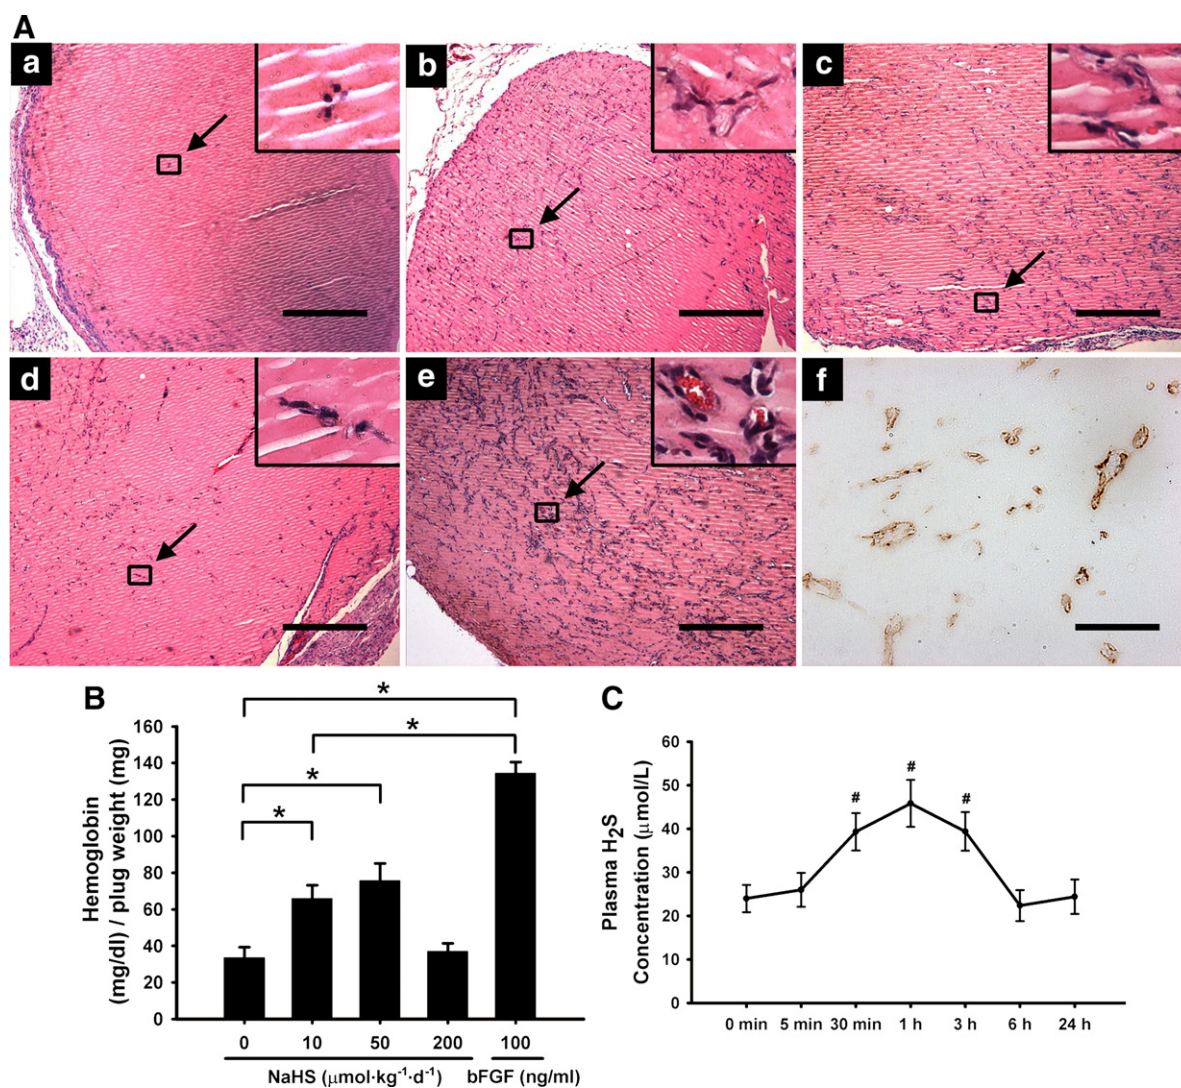 A
a
b
c
d
e
f
B
Hemoglobin
(mg/dl) / plug weight (mg)
160
140
120
100
80
60
40
20
0
*
*
*
*
0 10 50 200 100
NaHS (μmol·kg⁻¹·d⁻¹) bFGF (ng/ml)
C
Plasma H₂S
Concentration (μmol/L)
60
50
40
30
20
10
0
#
#
#
0 min 5 min 30 min 1 h 3 h 6 h 24 h